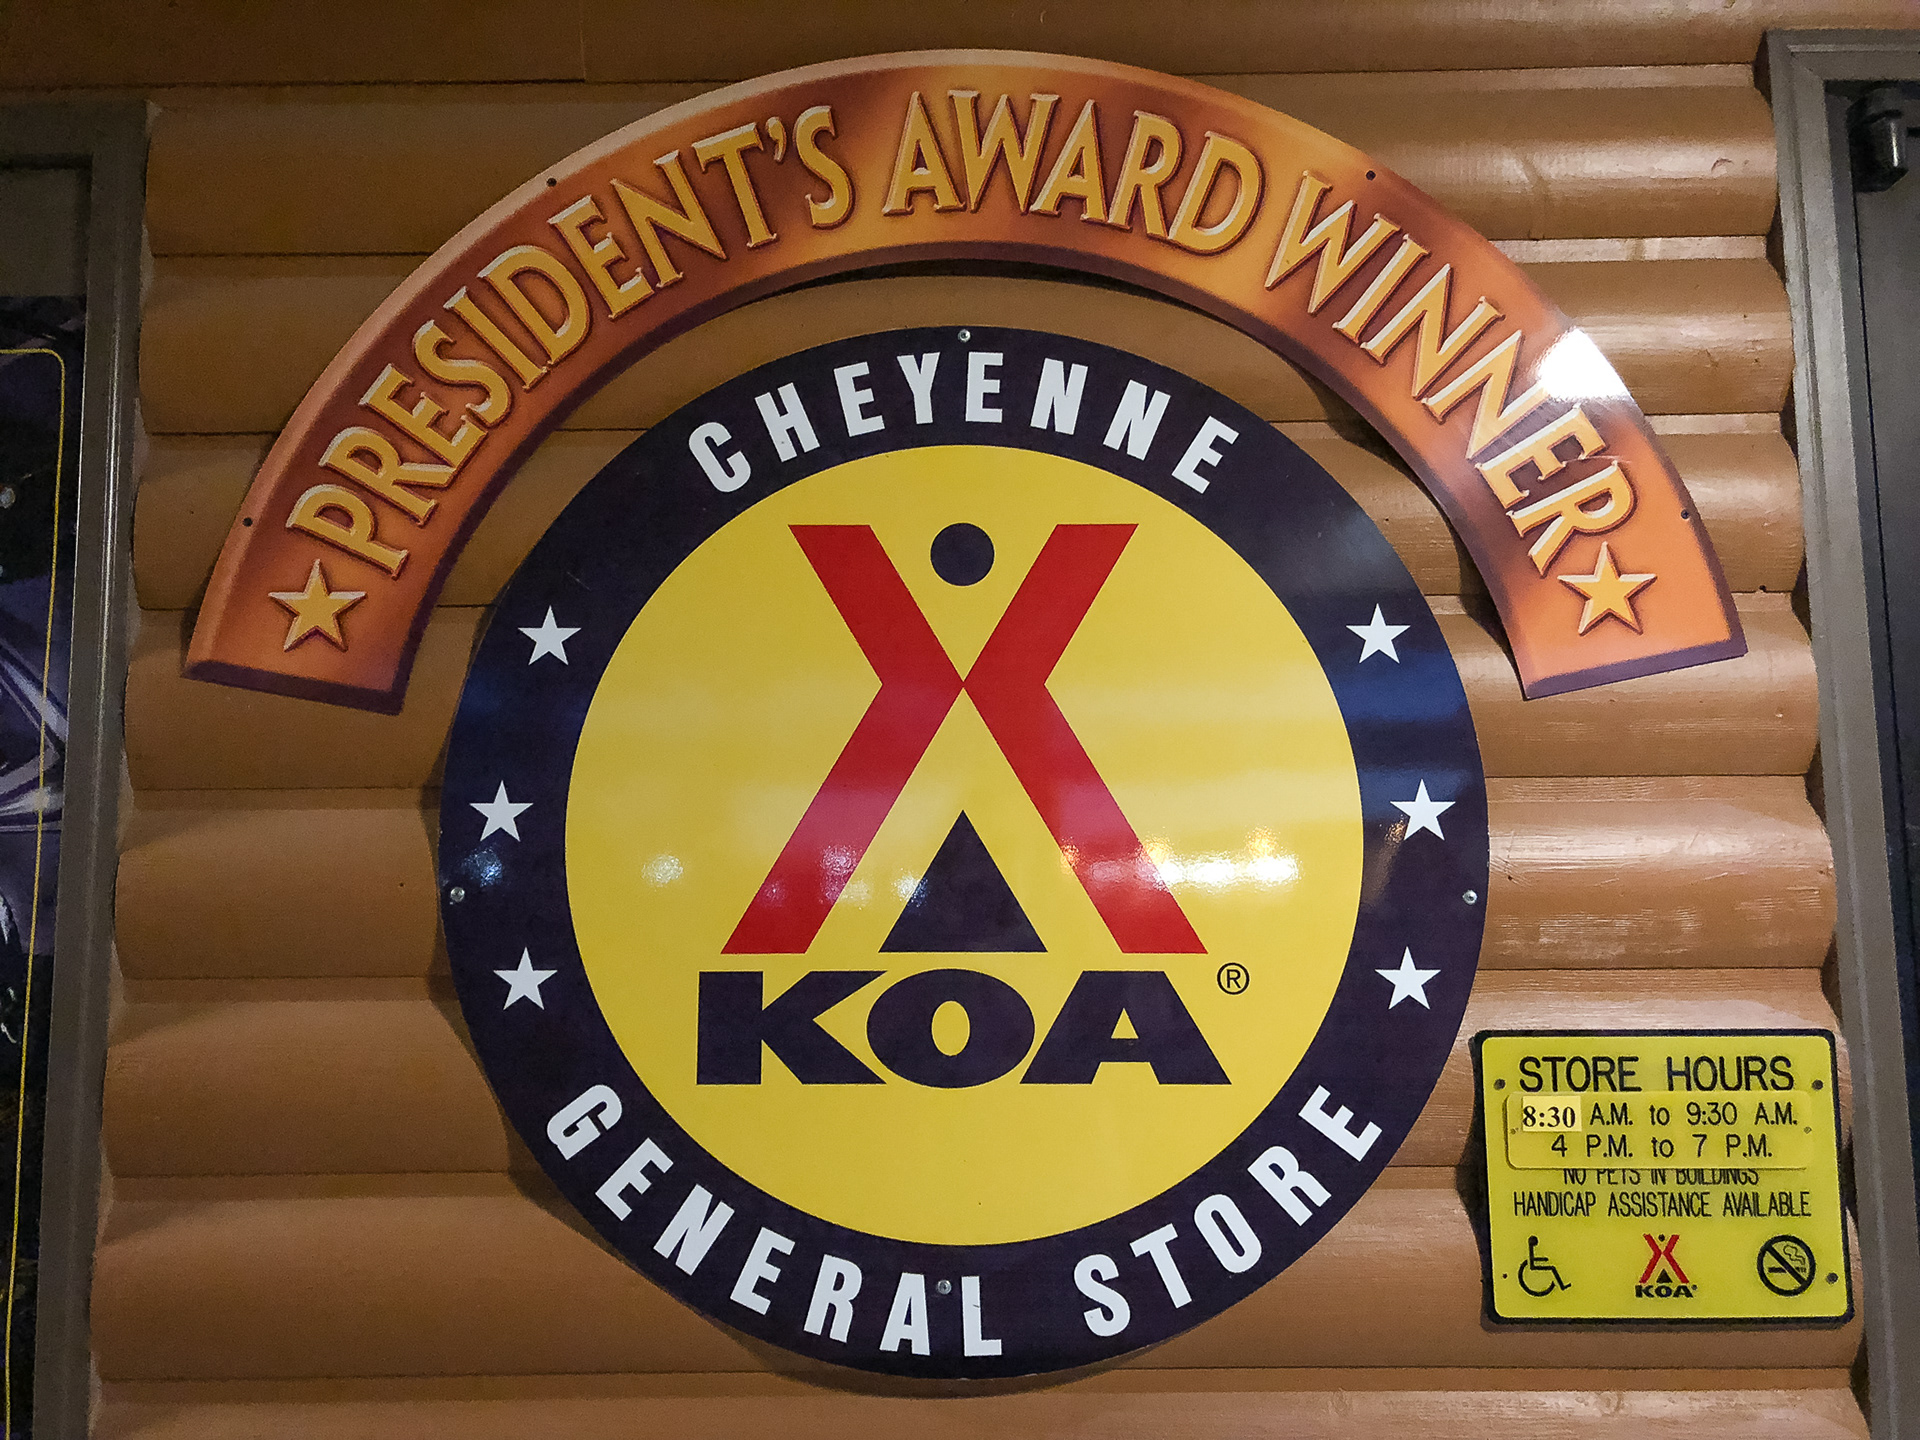 PRESIDENT'S AWARD WINNER
CHEYENNE
KOA®
GENERAL STORE
STORE HOURS
8:30 A.M. to 9:30 A.M.
4 P.M. to 7 P.M.
NO PETS IN BUILDINGS
HANDICAP ASSISTANCE AVAILABLE
KOA®